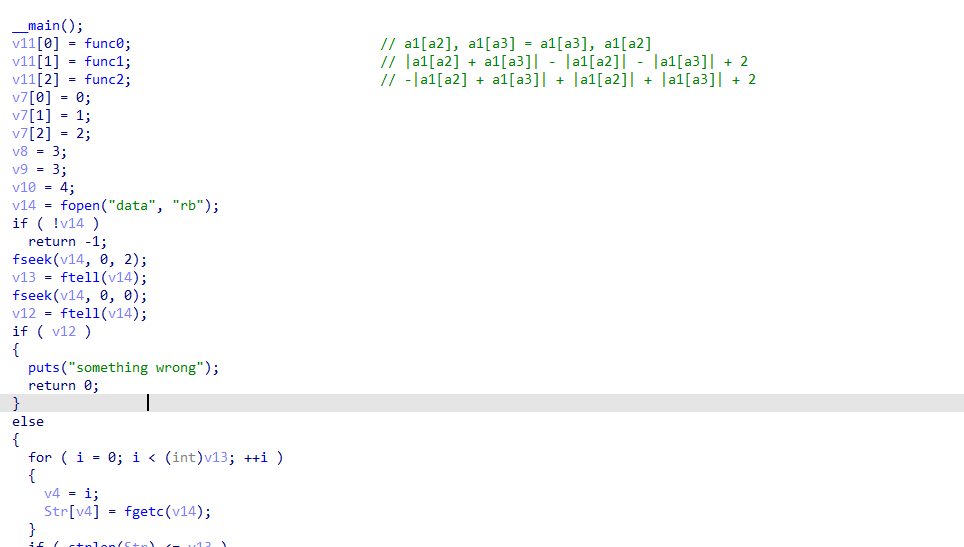 __main();
v11[0] = func0; // a1[a2], a1[a3] = a1[a3], a1[a2]
v11[1] = func1; // |a1[a2] + a1[a3]| - |a1[a2]| - |a1[a3]| + 2
v11[2] = func2; // -|a1[a2] + a1[a3]| + |a1[a2]| + |a1[a3]| + 2
v7[0] = 0;
v7[1] = 1;
v7[2] = 2;
v8 = 3;
v9 = 3;
v10 = 4;
v14 = fopen("data", "rb");
if ( !v14 )
return -1;
fseek(v14, 0, 2);
v13 = ftell(v14);
fseek(v14, 0, 0);
v12 = ftell(v14);
if ( v12 )
{
puts("something wrong");
return 0;
}
else
{
for ( i = 0; i < (int)v13; ++i )
{
v4 = i;
Str[v4] = fgetc(v14);
}
if ( strlen(Str) <= v13 )